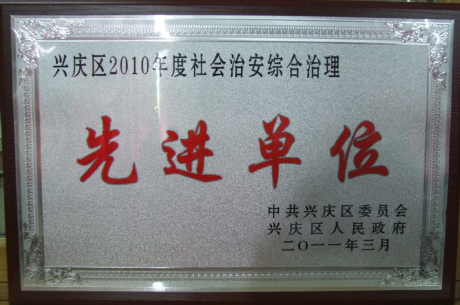 兴庆区2010年度社会治安综合治理
先进单位
中共兴庆区委员会
兴庆区人民政府
二〇一一年三月